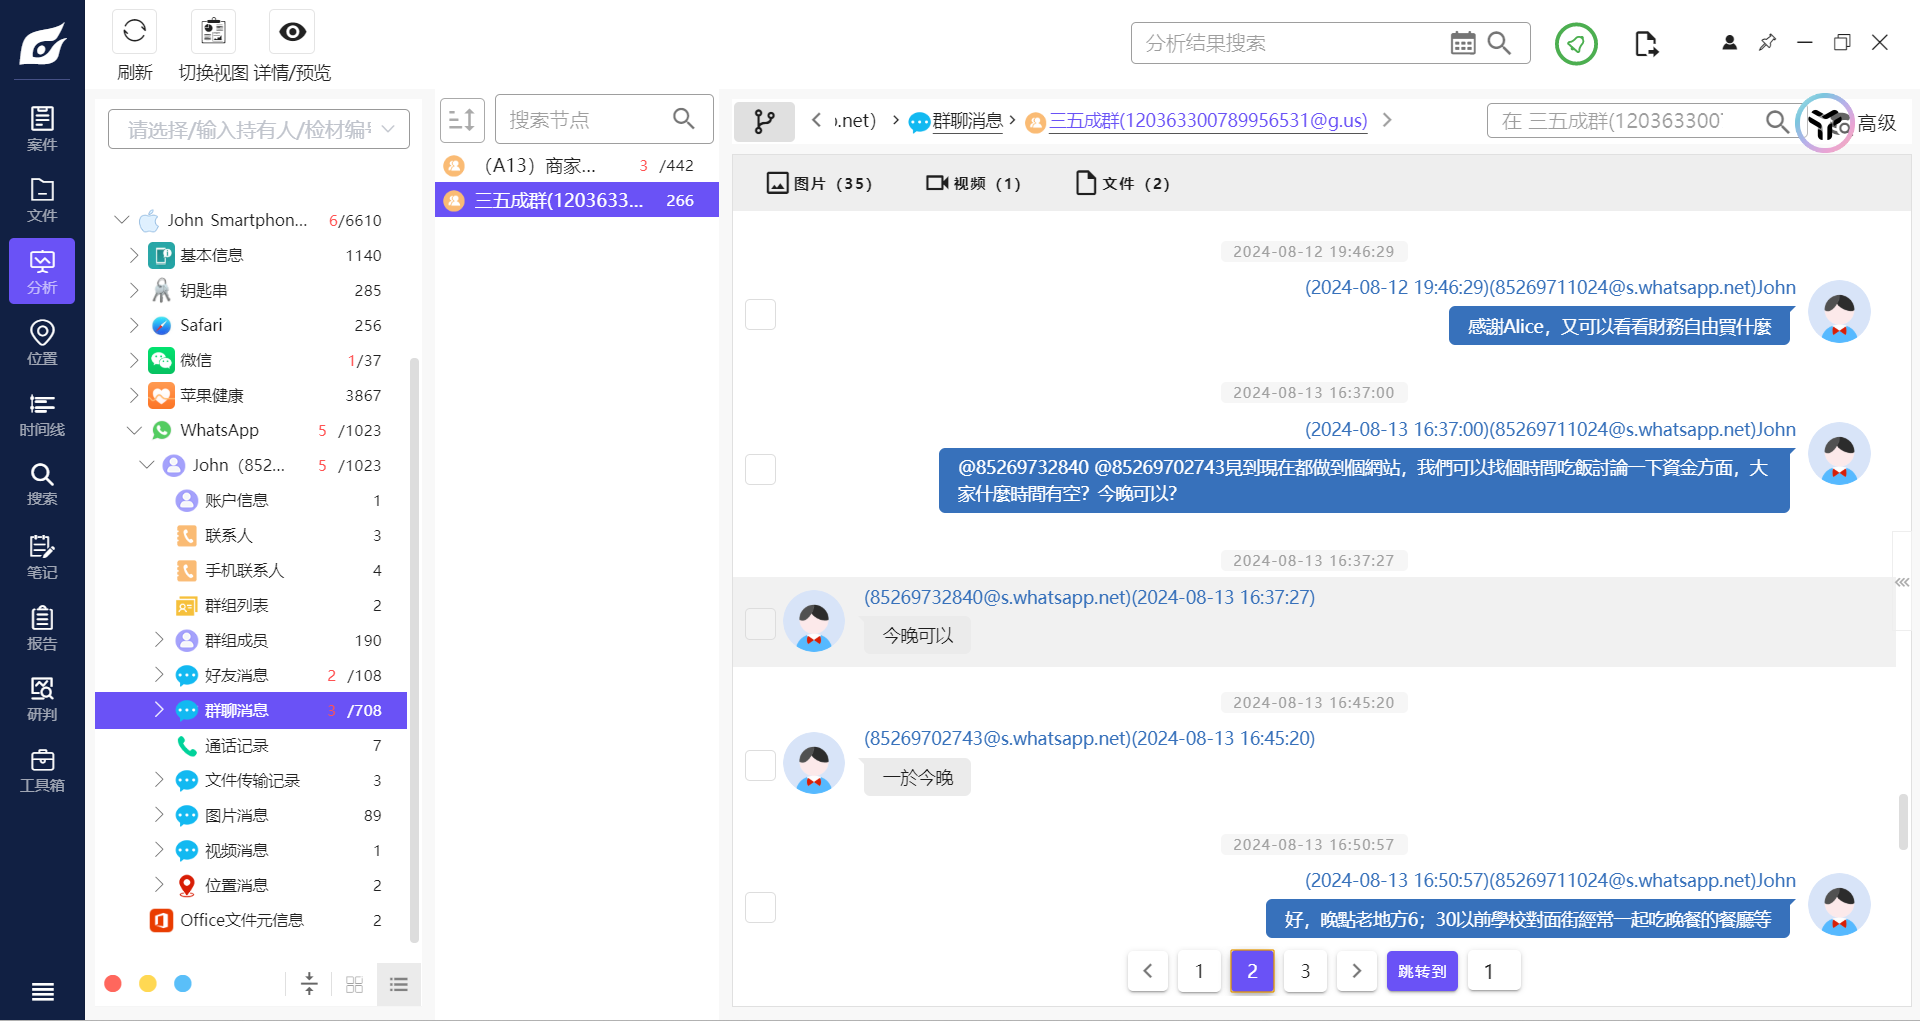 刷新
切换视图
详情/预览
分析结果搜索
案件
文件
分析
位置
时间线
搜索
笔记
报告
研判
工具箱
请选择/输入持有人/检材编号
John Smartphon... 6/6610
基本信息 1140
钥匙串 285
Safari 256
微信 1/37
苹果健康 3867
WhatsApp 5 /1023
John（852... 5 /1023
账户信息 1
联系人 3
手机联系人 4
群组列表 2
群组成员 190
好友消息 2 /108
群聊消息 3 /708
通话记录 7
文件传输记录 3
图片消息 89
视频消息 1
位置消息 2
Office文件元信息 2
搜索节点
（A13）商家... 3 /442
三五成群(1203633... 266
.net) 群聊消息 三五成群(120363300789956531@g.us)
在 三五成群(120363300
高级
图片 (35)
视频 (1)
文件 (2)
2024-08-12 19:46:29
(2024-08-12 19:46:29)(85269711024@s.whatsapp.net)John
感謝Alice，又可以看看財務自由買什麼
2024-08-13 16:37:00
(2024-08-13 16:37:00)(85269711024@s.whatsapp.net)John
@85269732840 @85269702743見到現在都做到個網站，我們可以找個時間吃飯討論一下資金方面，大
家什麼時間有空？今晚可以？
2024-08-13 16:37:27
(85269732840@s.whatsapp.net)(2024-08-13 16:37:27)
今晚可以
2024-08-13 16:45:20
(85269702743@s.whatsapp.net)(2024-08-13 16:45:20)
一於今晚
2024-08-13 16:50:57
(2024-08-13 16:50:57)(85269711024@s.whatsapp.net)John
好，晚點老地方6；30以前學校對面街經常一起吃晚餐的餐廳等
1 2 3 跳转到 1